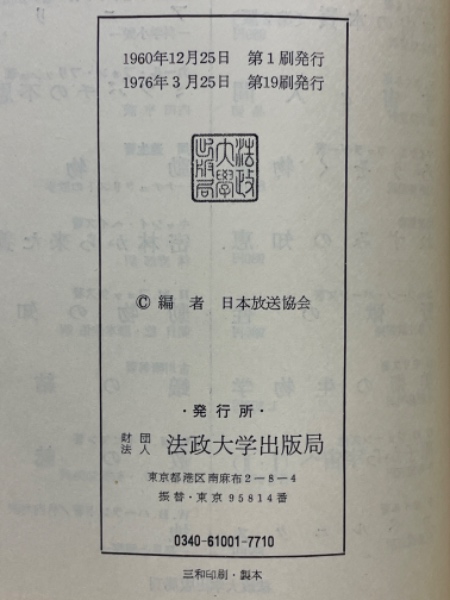 1960年12月25日　第1刷発行
1976年3月25日　第19刷発行
法政
大學
出版局
©編　者　日本放送協会
・発行所・
財団
法人　法政大学出版局
東京都港区南麻布2-8-4
振替・東京95814番
0340-61001-7710
三和印刷・製本